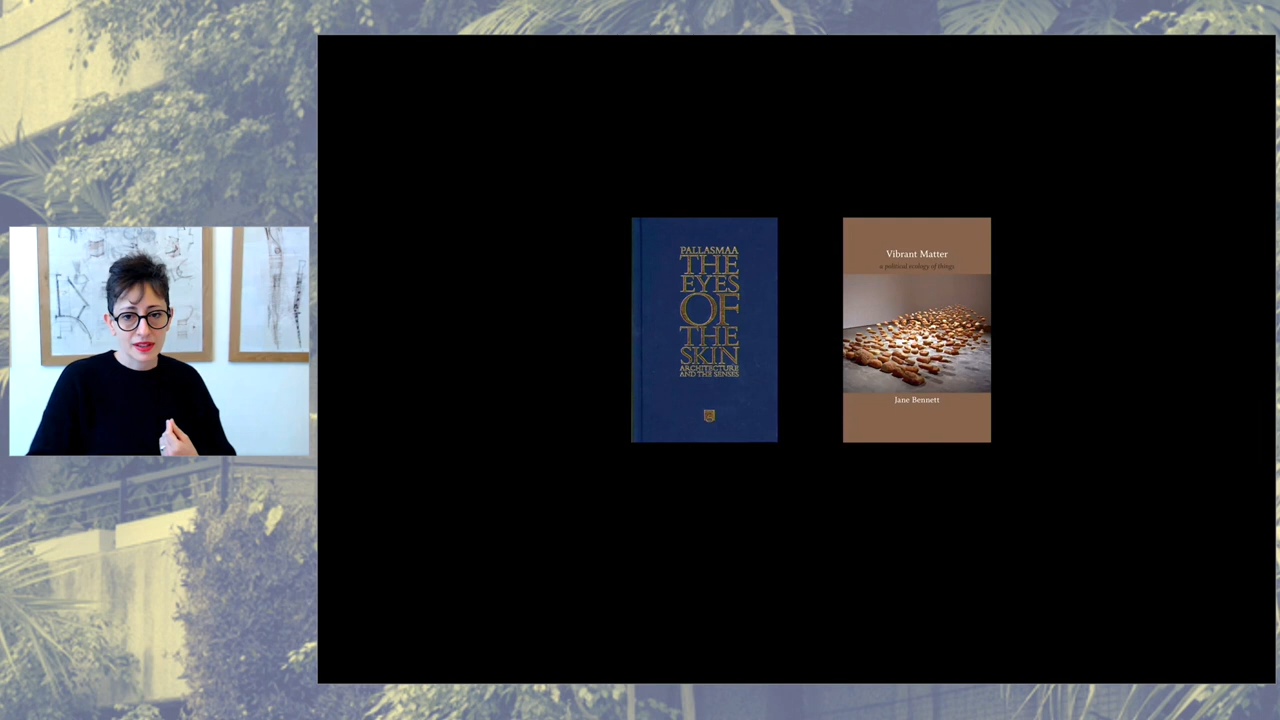 PALLASMAA
THE
EYES
OF
THE
SKIN
ARCHITECTURE
AND THE SENSES
Vibrant Matter
a political ecology of things
Jane Bennett